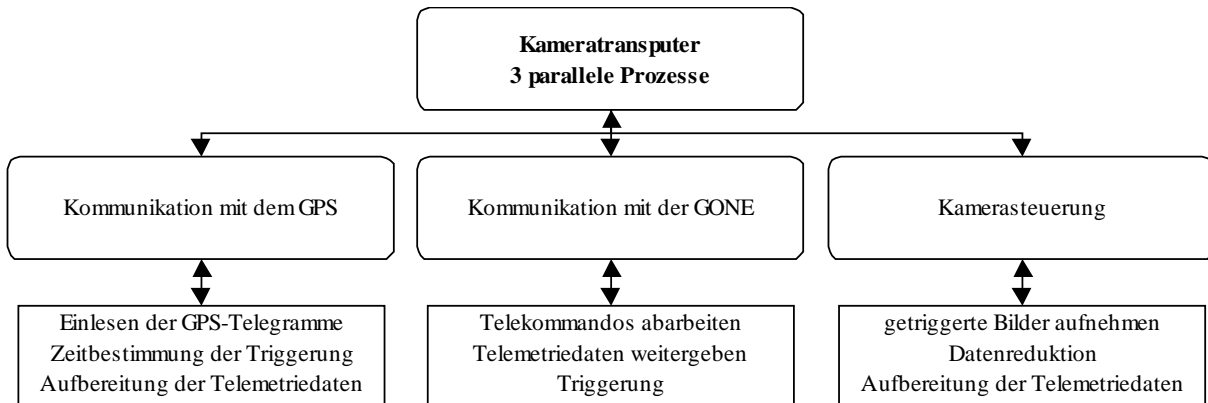 Kameratransputer
3 parallele Prozesse
Kommunikation mit dem GPS
Kommunikation mit der GONE
Kamerasteuerung
Einlesen der GPS-Telegramme
Zeitbestimmung der Triggerung
Aufbereitung der Telemetriedaten
Telekommandos abarbeiten
Telemetriedaten weitergeben
Triggerung
getriggerte Bilder aufnehmen
Datenreduktion
Aufbereitung der Telemetriedaten